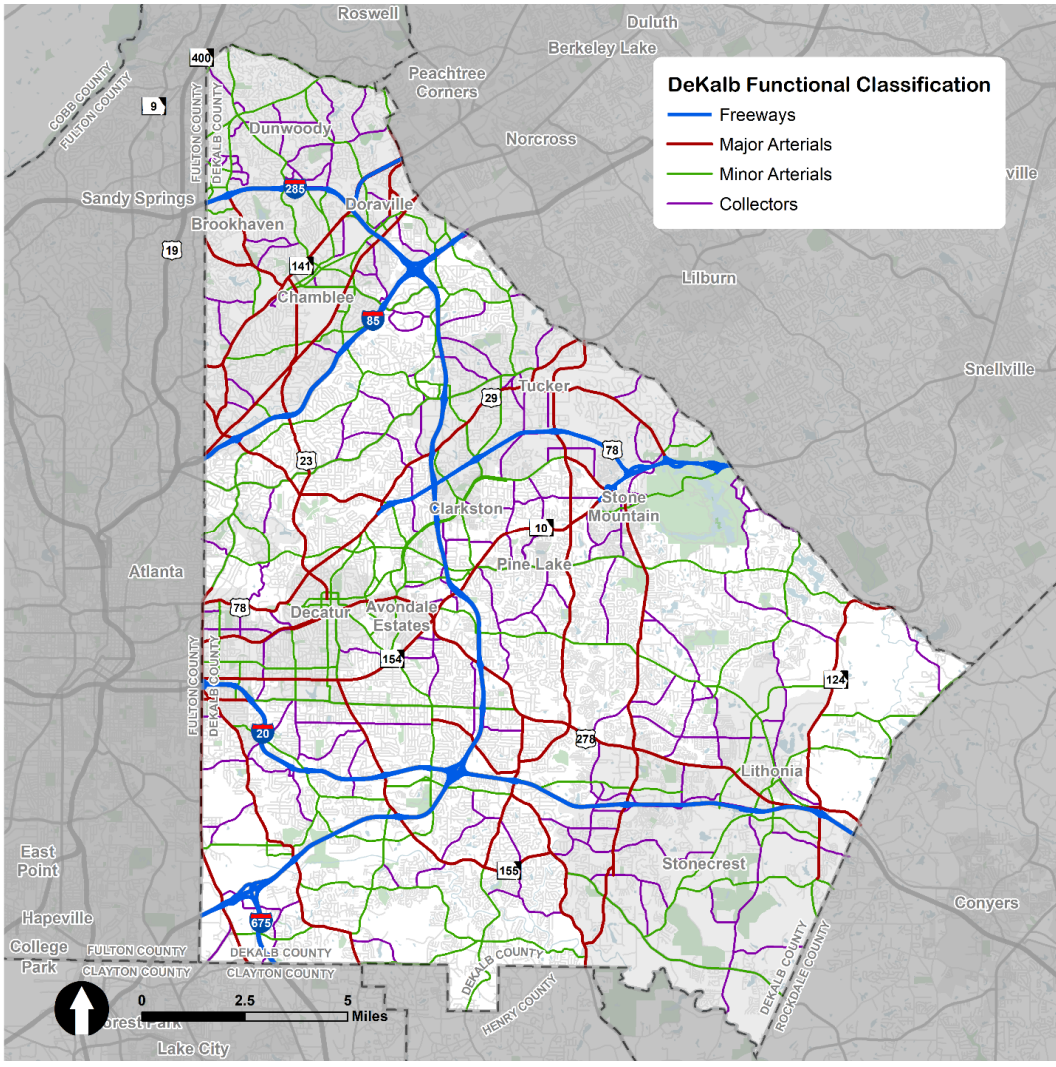 Roswell
Duluth
Berkeley Lake
400
Peachtree
Corners
DeKalb Functional Classification
Freeways
Major Arterials
Minor Arterials
Collectors
COBB COUNTY
FULTON COUNTY
9
FULTON COUNTY
DEKALB COUNTY
Dunwoody
Norcross
ville
285
Sandy Springs
Doraville
Brookhaven
19
141
Lilburn
Chamblee
85
Snellville
Tucker
29
78
23
Stone
Mountain
Clarkston
10
Pine Lake
Atlanta
78
Decatur
Avondale
Estates
154
124
FULTON COUNTY
DEKALB COUNTY
20
278
Lithonia
East
Point
155
Stonecrest
Conyers
Hapeville
675
College
Park
FULTON COUNTY
DEKALB COUNTY
CLAYTON COUNTY
CLAYTON COUNTY
DEKALB COUNTY
HENRY COUNTY
DEKALB COUNTY
ROCKDALE COUNTY
0
2.5
5
Miles
orest Park
Lake City